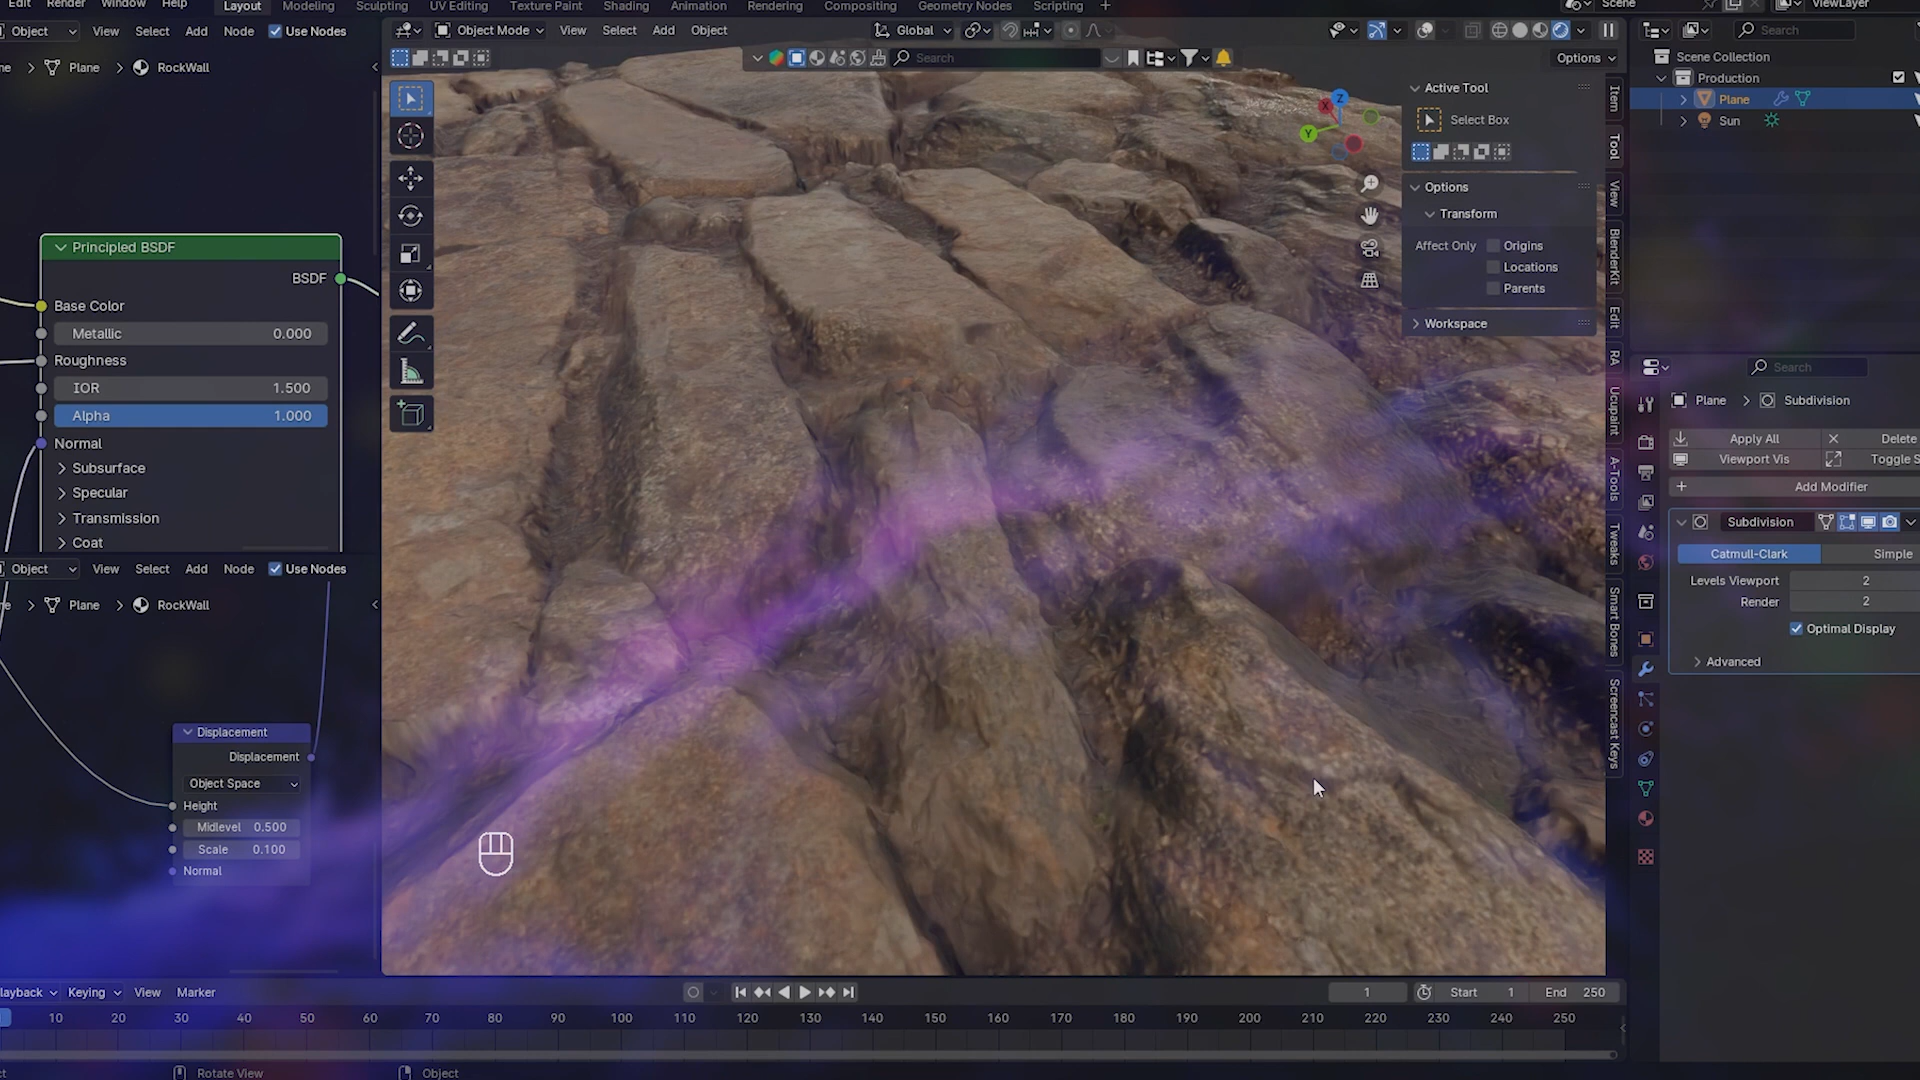 Edit Render Window Help Layout Modeling Sculpting UV Editing Texture Paint Shading Animation Rendering Compositing Geometry Nodes Scripting + Scene ViewLayer
Object View Select Add Node Use Nodes
Object Mode View Select Add Object Global
Search
Plane RockWall
Search
Options
Scene Collection
Production
Plane
Sun
Active Tool
Select Box
Options
Transform
Affect Only Origins
Locations
Parents
Workspace
Item
Tool
View
BlenderKit
Edit
RA
Ucupaint
A-Tools
Tweaks
Smart Bones
Screencast Keys
X
Y
Z
Principled BSDF
BSDF
Base Color
Metallic 0.000
Roughness
IOR 1.500
Alpha 1.000
Normal
Subsurface
Specular
Transmission
Coat
Object View Select Add Node Use Nodes
Plane RockWall
Displacement
Displacement
Object Space
Height
Midlevel 0.500
Scale 0.100
Normal
Search
Plane Subdivision
Apply All Delete
Viewport Vis Toggle S
Add Modifier
Subdivision
Catmull-Clark Simple
Levels Viewport 2
Render 2
Optimal Display
Advanced
layback Keying View Marker
1 Start 1 End 250
10 20 30 40 50 60 70 80 90 100 110 120 130 140 150 160 170 180 190 200 210 220 230 240 250
ct Rotate View Object